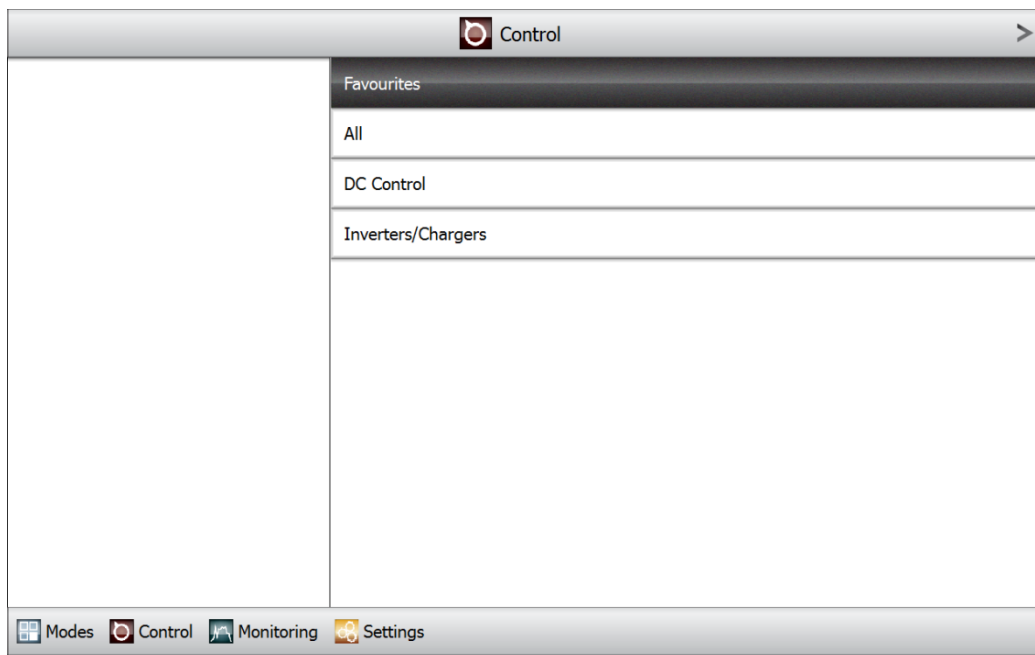 Control >
Favourites
All
DC Control
Inverters/Chargers
Modes Control Monitoring Settings